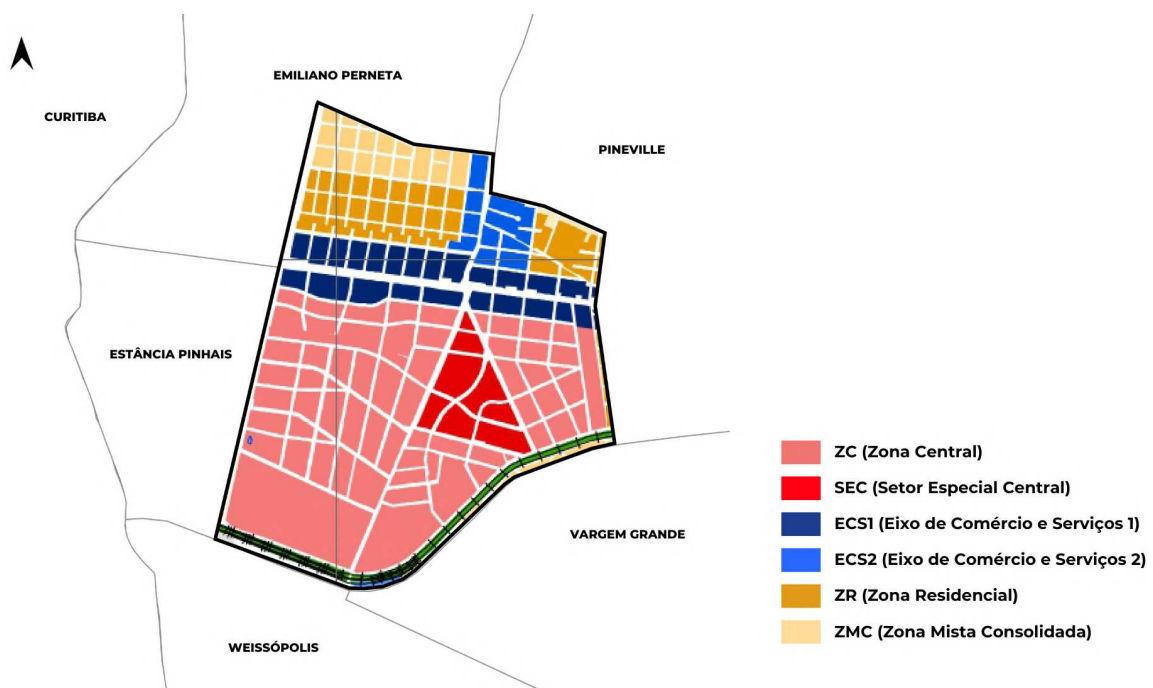 EMILIANO PERNETA
CURITIBA
PINEVILLE
ESTÂNCIA PINHAIS
VARGEM GRANDE
WEISSÓPOLIS
ZC (Zona Central)
SEC (Setor Especial Central)
ECS1 (Eixo de Comércio e Serviços 1)
ECS2 (Eixo de Comércio e Serviços 2)
ZR (Zona Residencial)
ZMC (Zona Mista Consolidada)